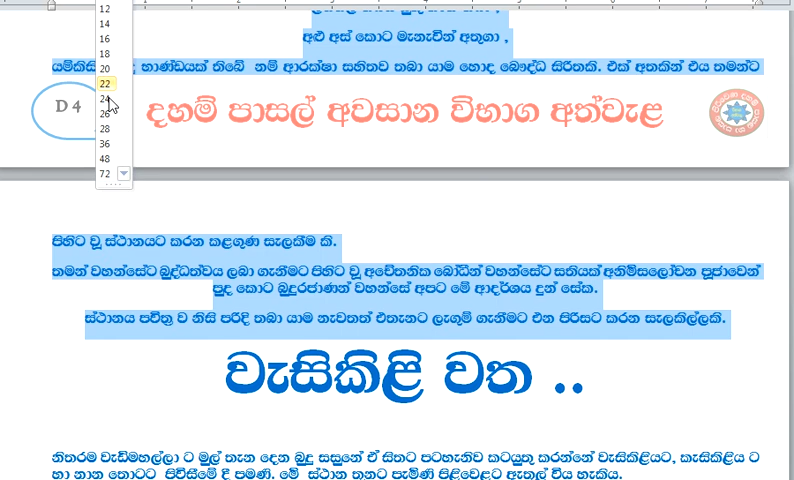 12
14
16
18
20
22
24
26
28
36
48
72
අළු අස් කොට මැනැවින් අතුගා ,
භාණ්ඩයක් තිබේ නම් ආරක්ෂා සහිතව තබා යාම හොද බෞද්ධ සිරිතකි. එක් අතකින් එය තමන්ට
D 4
දහම් පාසල් අවසාන විභාග අත්වැළ
පිහිට වූ ස්ථානයට කරන කළගුණ සැලකීම කි.
තමන් වහන්සේට බුද්ධත්වය ලබා ගැනීමට පිහිට වූ අචේතනික බෝධීන් වහන්සේට සතියක් අනිමිසලෝචන පූජාවෙන්
පුද කොට බුදුරජාණන් වහන්සේ අපට මේ ආදර්ශය දුන් සේක.
ස්ථානය පවිත්‍ර ව නිසි පරිදි තබා යාම නැවතත් එතැනට ලැගුම් ගැනීමට එන පිරිසට කරන සැලකිල්ලකි.
වැසිකිළි වත ..
නිතරම වැඩිමහල්ලා ට මුල් තැන දෙන බුදු සසුනේ ඒ සිතට පටහැනිව කටයුතු කරන්නේ වැසිකිළියට, කැසිකිළිය ට
හා නාන තොටට පිවිසීමේ දී පමණි. මේ ස්ථාන තුනට පැමිණි පිළිවෙළට ඇතුල් විය හැකිය.